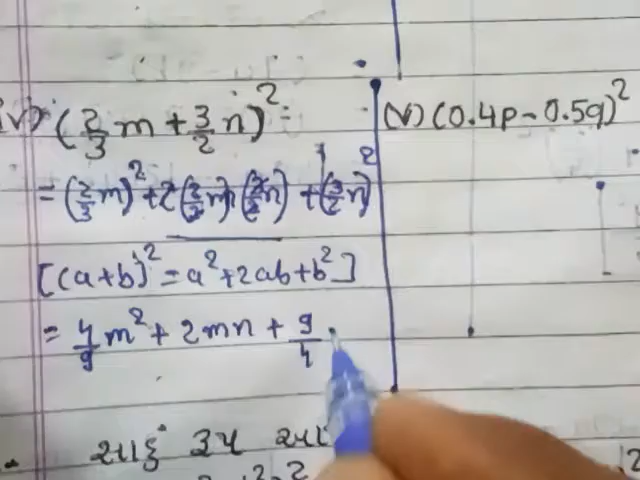 iv) (2/3 m + 3/2 n)² =
= (2/3 m)² + 2(2/3 m)(3/2 n) + (3/2 n)²
[(a+b)² = a² + 2ab + b²]
= 4/9 m² + 2mn + 9/4
(v) (0.4p - 0.5q)²